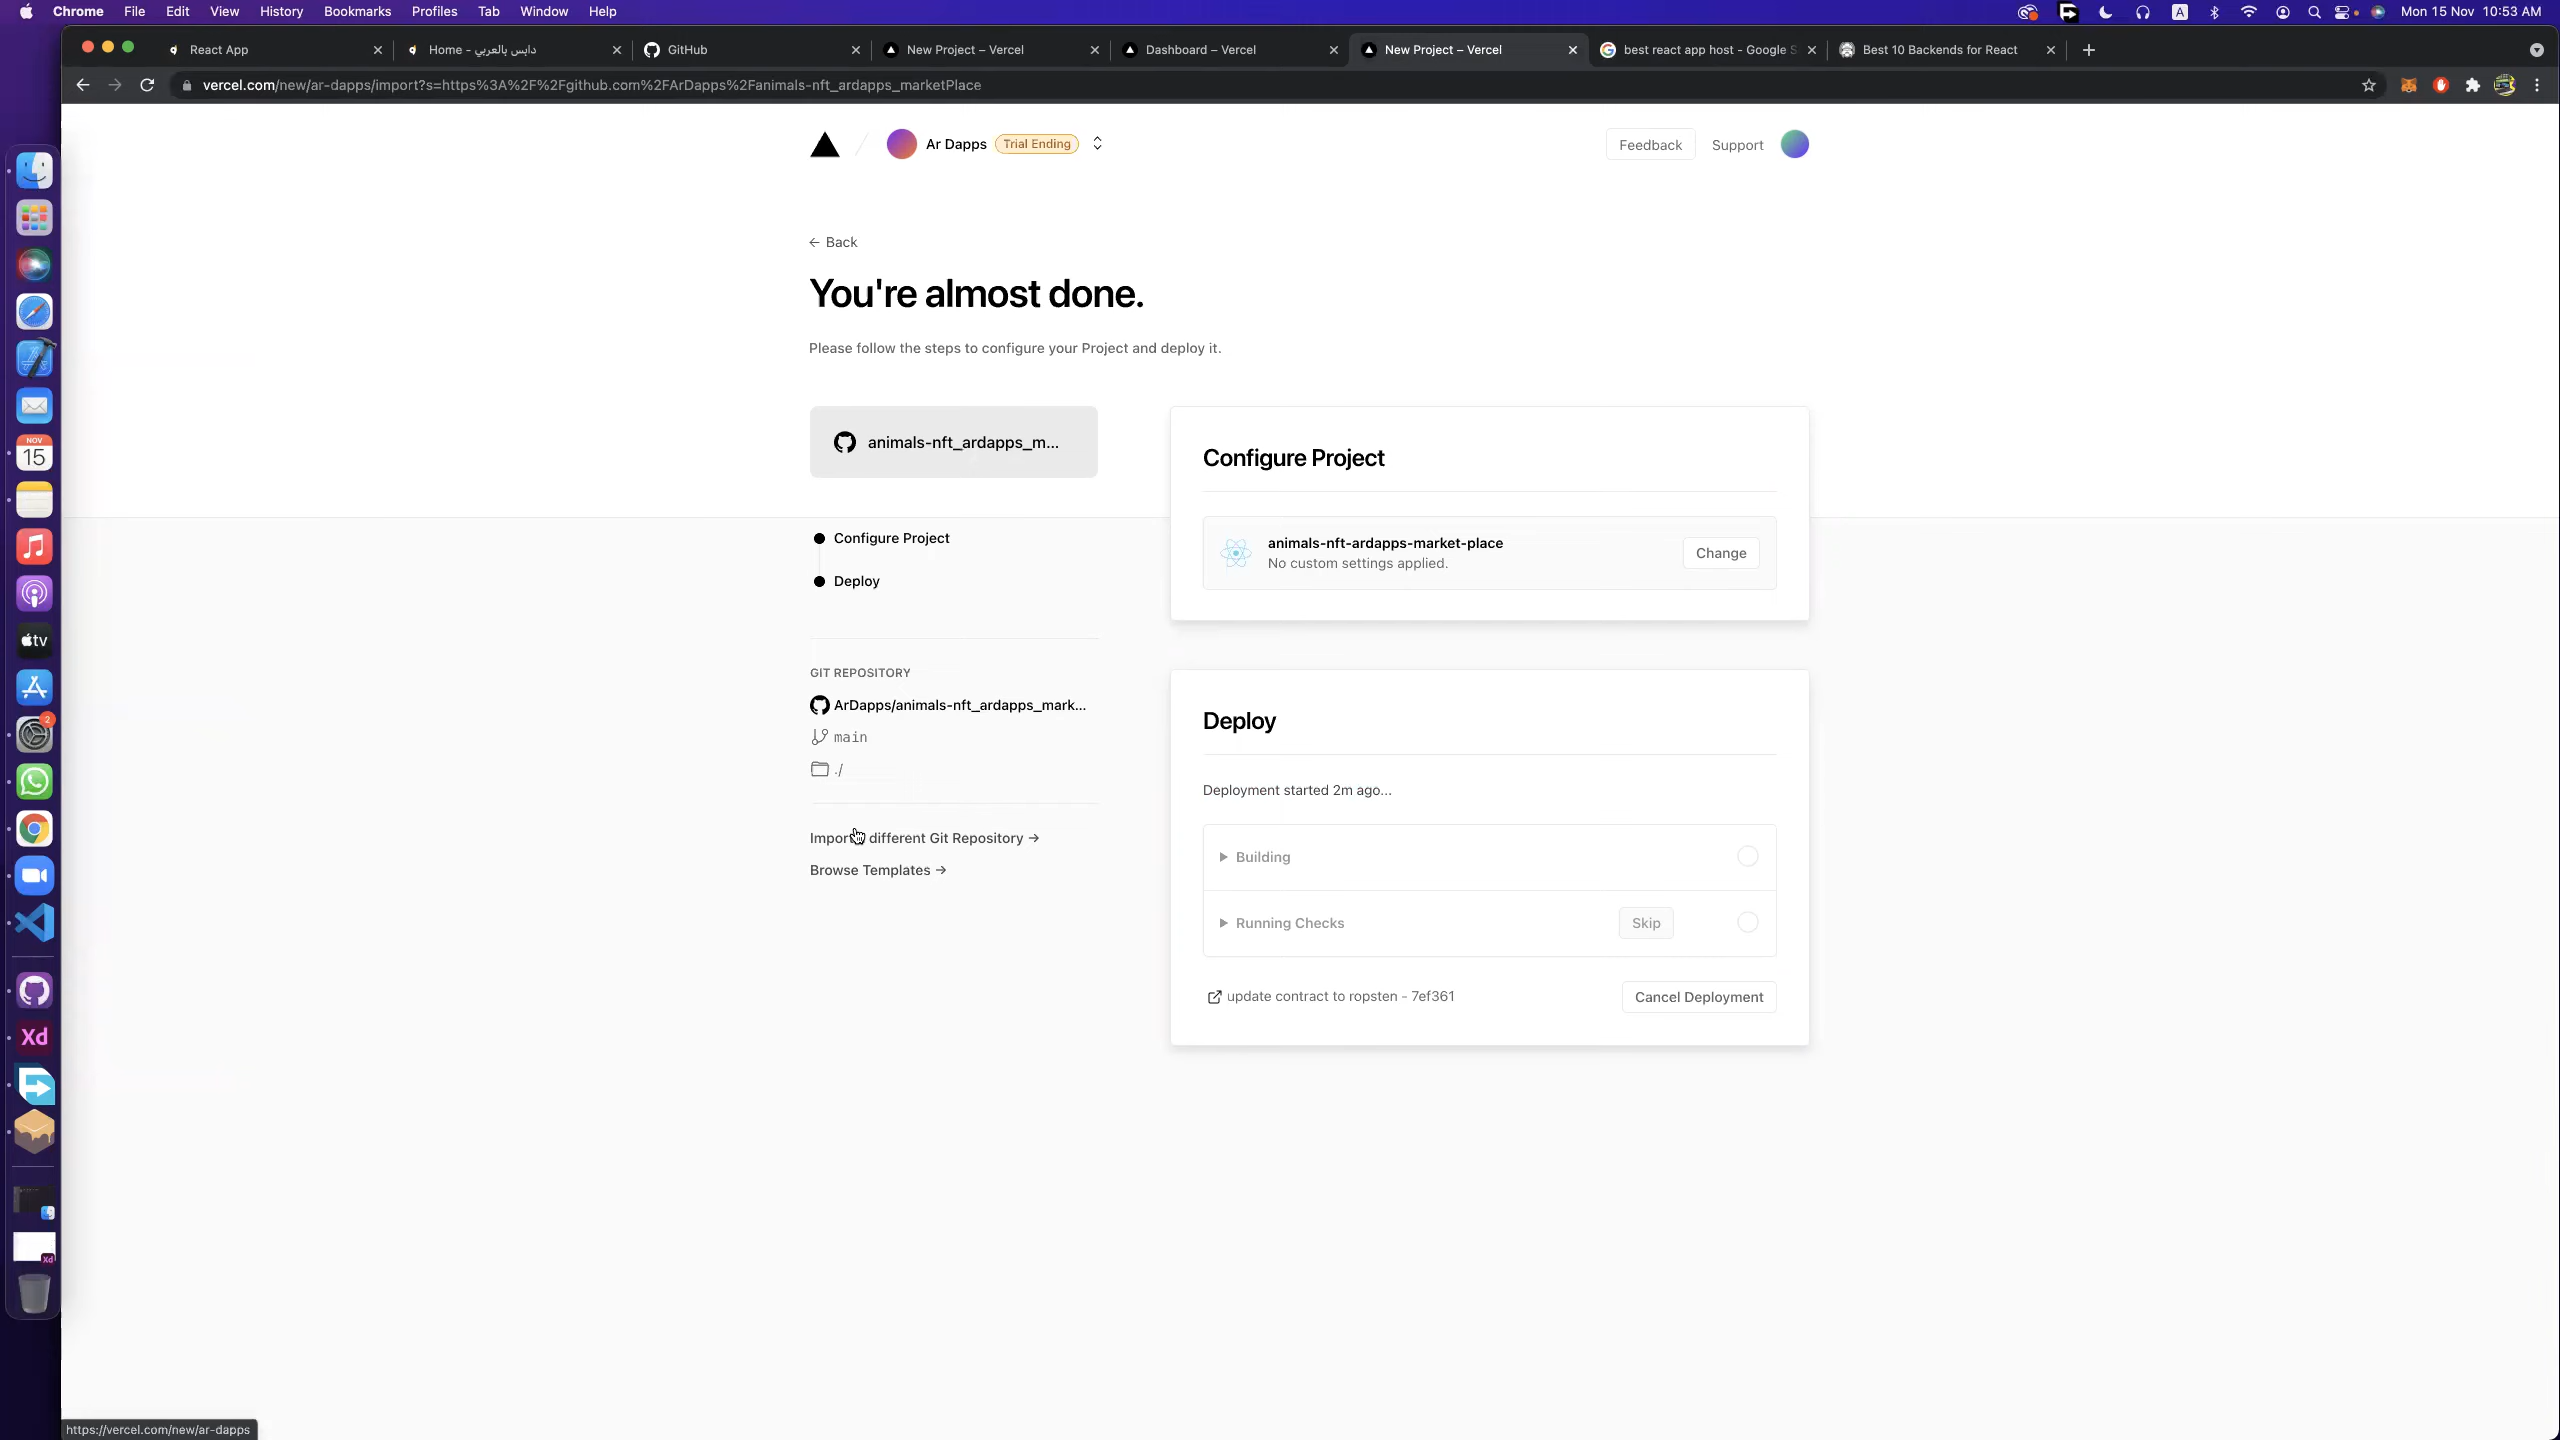 Chrome File Edit View History Bookmarks Profiles Tab Window Help
A
Mon 15 Nov 10:53 AM
React App
Home - دابس بالعربي
GitHub
New Project – Vercel
Dashboard – Vercel
New Project – Vercel
best react app host - Google S
Best 10 Backends for React
vercel.com/new/ar-dapps/import?s=https%3A%2F%2Fgithub.com%2FArDapps%2Fanimals-nft_ardapps_marketPlace
Ar Dapps
Trial Ending
Feedback
Support
← Back
You're almost done.
Please follow the steps to configure your Project and deploy it.
animals-nft_ardapps_m...
Configure Project
Deploy
GIT REPOSITORY
ArDapps/animals-nft_ardapps_mark...
main
./
Import different Git Repository →
Browse Templates →
Configure Project
animals-nft-ardapps-market-place
No custom settings applied.
Change
Deploy
Deployment started 2m ago...
Building
Running Checks
Skip
update contract to ropsten - 7ef361
Cancel Deployment
NOV
15
tv
2
Xd
Xd
https://vercel.com/new/ar-dapps